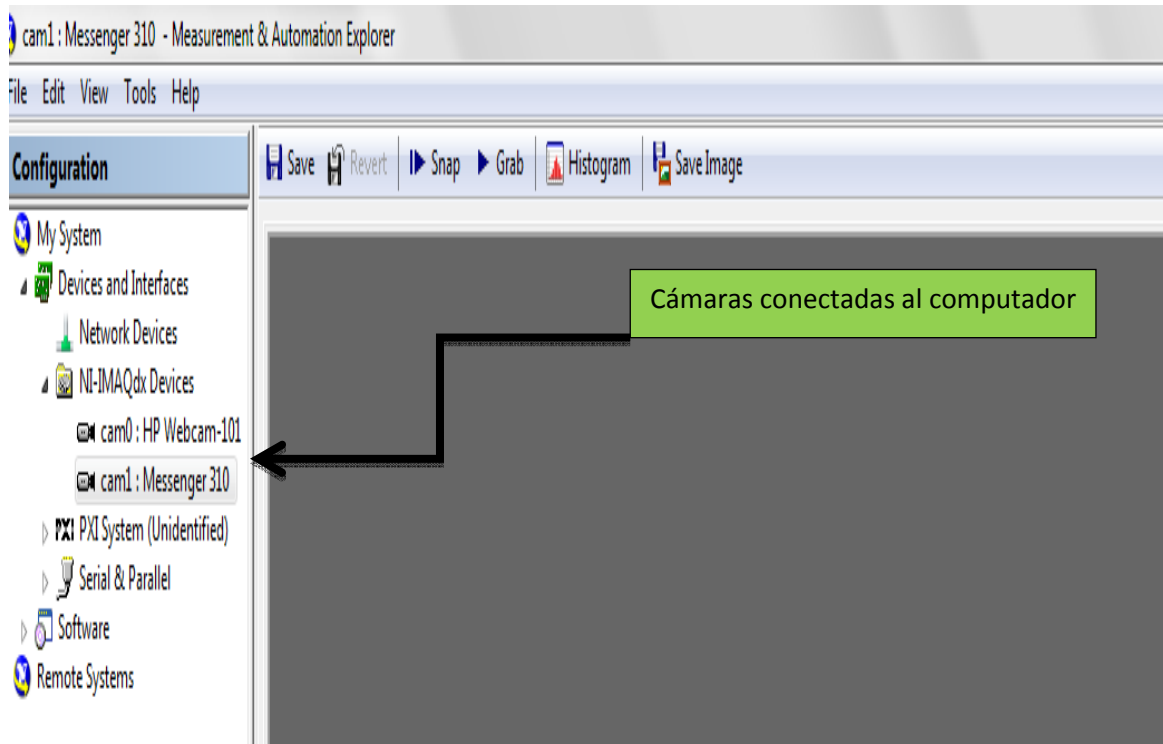 cam1 : Messenger 310 - Measurement & Automation Explorer
File Edit View Tools Help
Configuration
Save Revert Snap Grab Histogram Save Image
My System
Devices and Interfaces
Network Devices
NI-IMAQdx Devices
cam0 : HP Webcam-101
cam1 : Messenger 310
PXI PXI System (Unidentified)
Serial & Parallel
Software
Remote Systems
Cámaras conectadas al computador